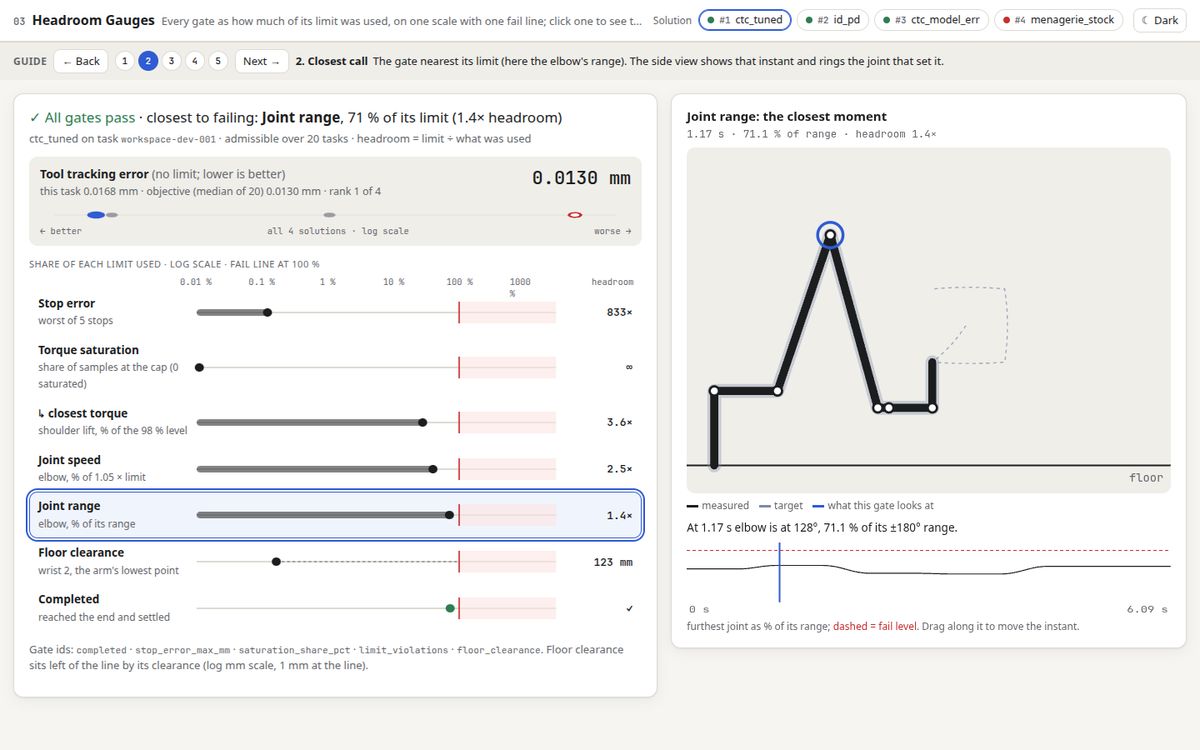 03 Headroom Gauges Every gate as how much of its limit was used, on one scale with one fail line; click one to see t... Solution #1 ctc_tuned #2 id_pd #3 ctc_model_err #4 menagerie_stock ☾ Dark
GUIDE ← Back 1 2 3 4 5 Next → 2. Closest call The gate nearest its limit (here the elbow's range). The side view shows that instant and rings the joint that set it.
✓ All gates pass · closest to failing: Joint range, 71 % of its limit (1.4× headroom)
ctc_tuned on task workspace-dev-001 · admissible over 20 tasks · headroom = limit ÷ what was used
Tool tracking error (no limit; lower is better) 0.0130 mm
this task 0.0168 mm · objective (median of 20) 0.0130 mm · rank 1 of 4
← better all 4 solutions · log scale worse →
SHARE OF EACH LIMIT USED · LOG SCALE · FAIL LINE AT 100 %
0.01 % 0.1 % 1 % 10 % 100 % 1000 % headroom
Stop error
worst of 5 stops
833×
Torque saturation
share of samples at the cap (0 saturated)
∞
↳ closest torque
shoulder lift, % of the 98 % level
3.6×
Joint speed
elbow, % of 1.05 × limit
2.5×
Joint range
elbow, % of its range
1.4×
Floor clearance
wrist 2, the arm's lowest point
123 mm
Completed
reached the end and settled
✓
Gate ids: completed · stop_error_max_mm · saturation_share_pct · limit_violations · floor_clearance. Floor clearance
sits left of the line by its clearance (log mm scale, 1 mm at the line).
Joint range: the closest moment
1.17 s · 71.1 % of range · headroom 1.4×
floor
measured target what this gate looks at
At 1.17 s elbow is at 128°, 71.1 % of its ±180° range.
0 s 6.09 s
furthest joint as % of its range; dashed = fail level. Drag along it to move the instant.